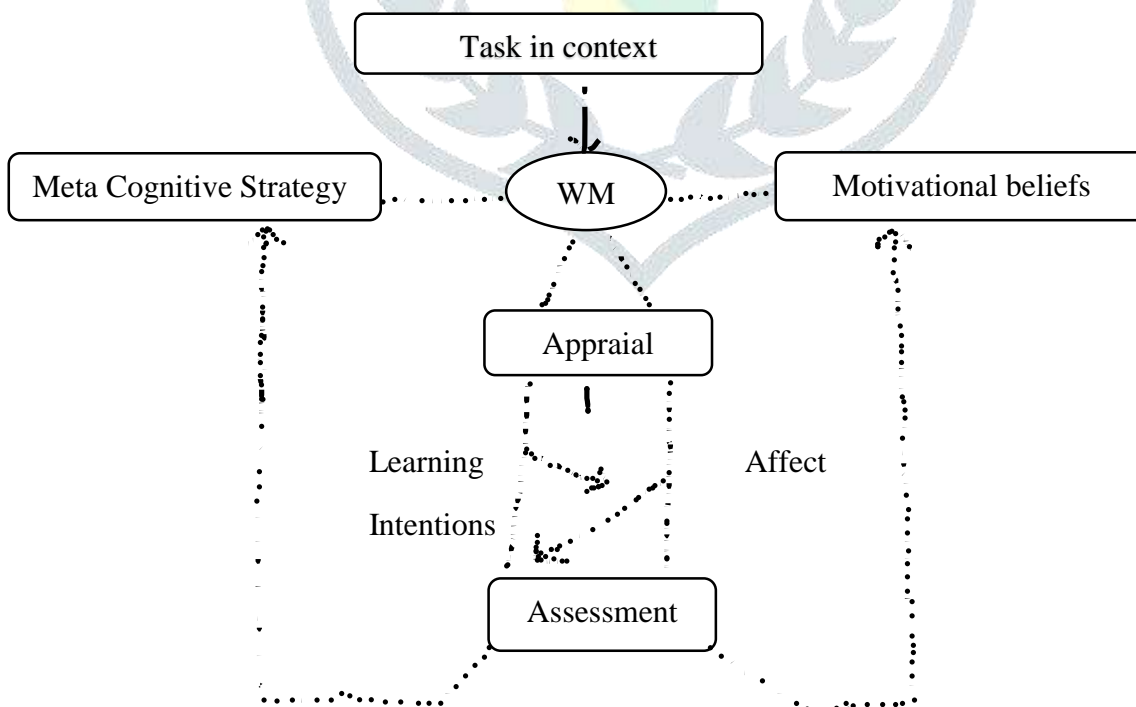 Task in context
Meta Cognitive Strategy
WM
Motivational beliefs
Appraial
Learning
Affect
Intentions
Assessment